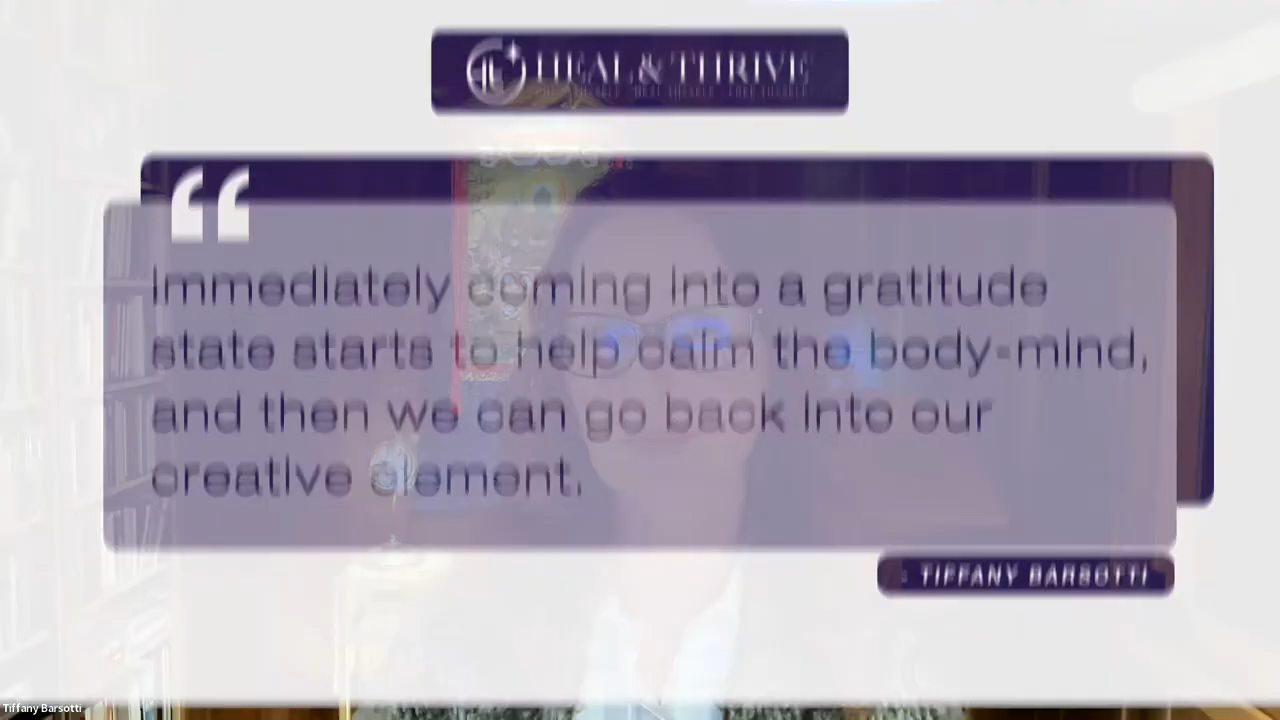 HEAL & THRIVE
Immediately coming into a gratitude
state starts to help calm the body-mind,
and then we can go back into our
creative element.
- TIFFANY BARSOTTI
Tiffany Barsotti